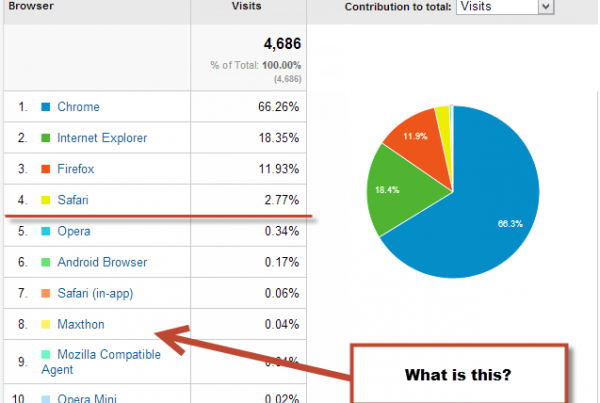 Browser Visits Contribution to total: Visits
4,686
% of Total: 100.00%
(4,686)
1. Chrome 66.26%
2. Internet Explorer 18.35%
3. Firefox 11.93%
4. Safari 2.77%
5. Opera 0.34%
6. Android Browser 0.17%
7. Safari (in-app) 0.06%
8. Maxthon 0.04%
9. Mozilla Compatible
Agent
10. Opera Mini 0.02%
11.9%
18.4%
66.3%
What is this?